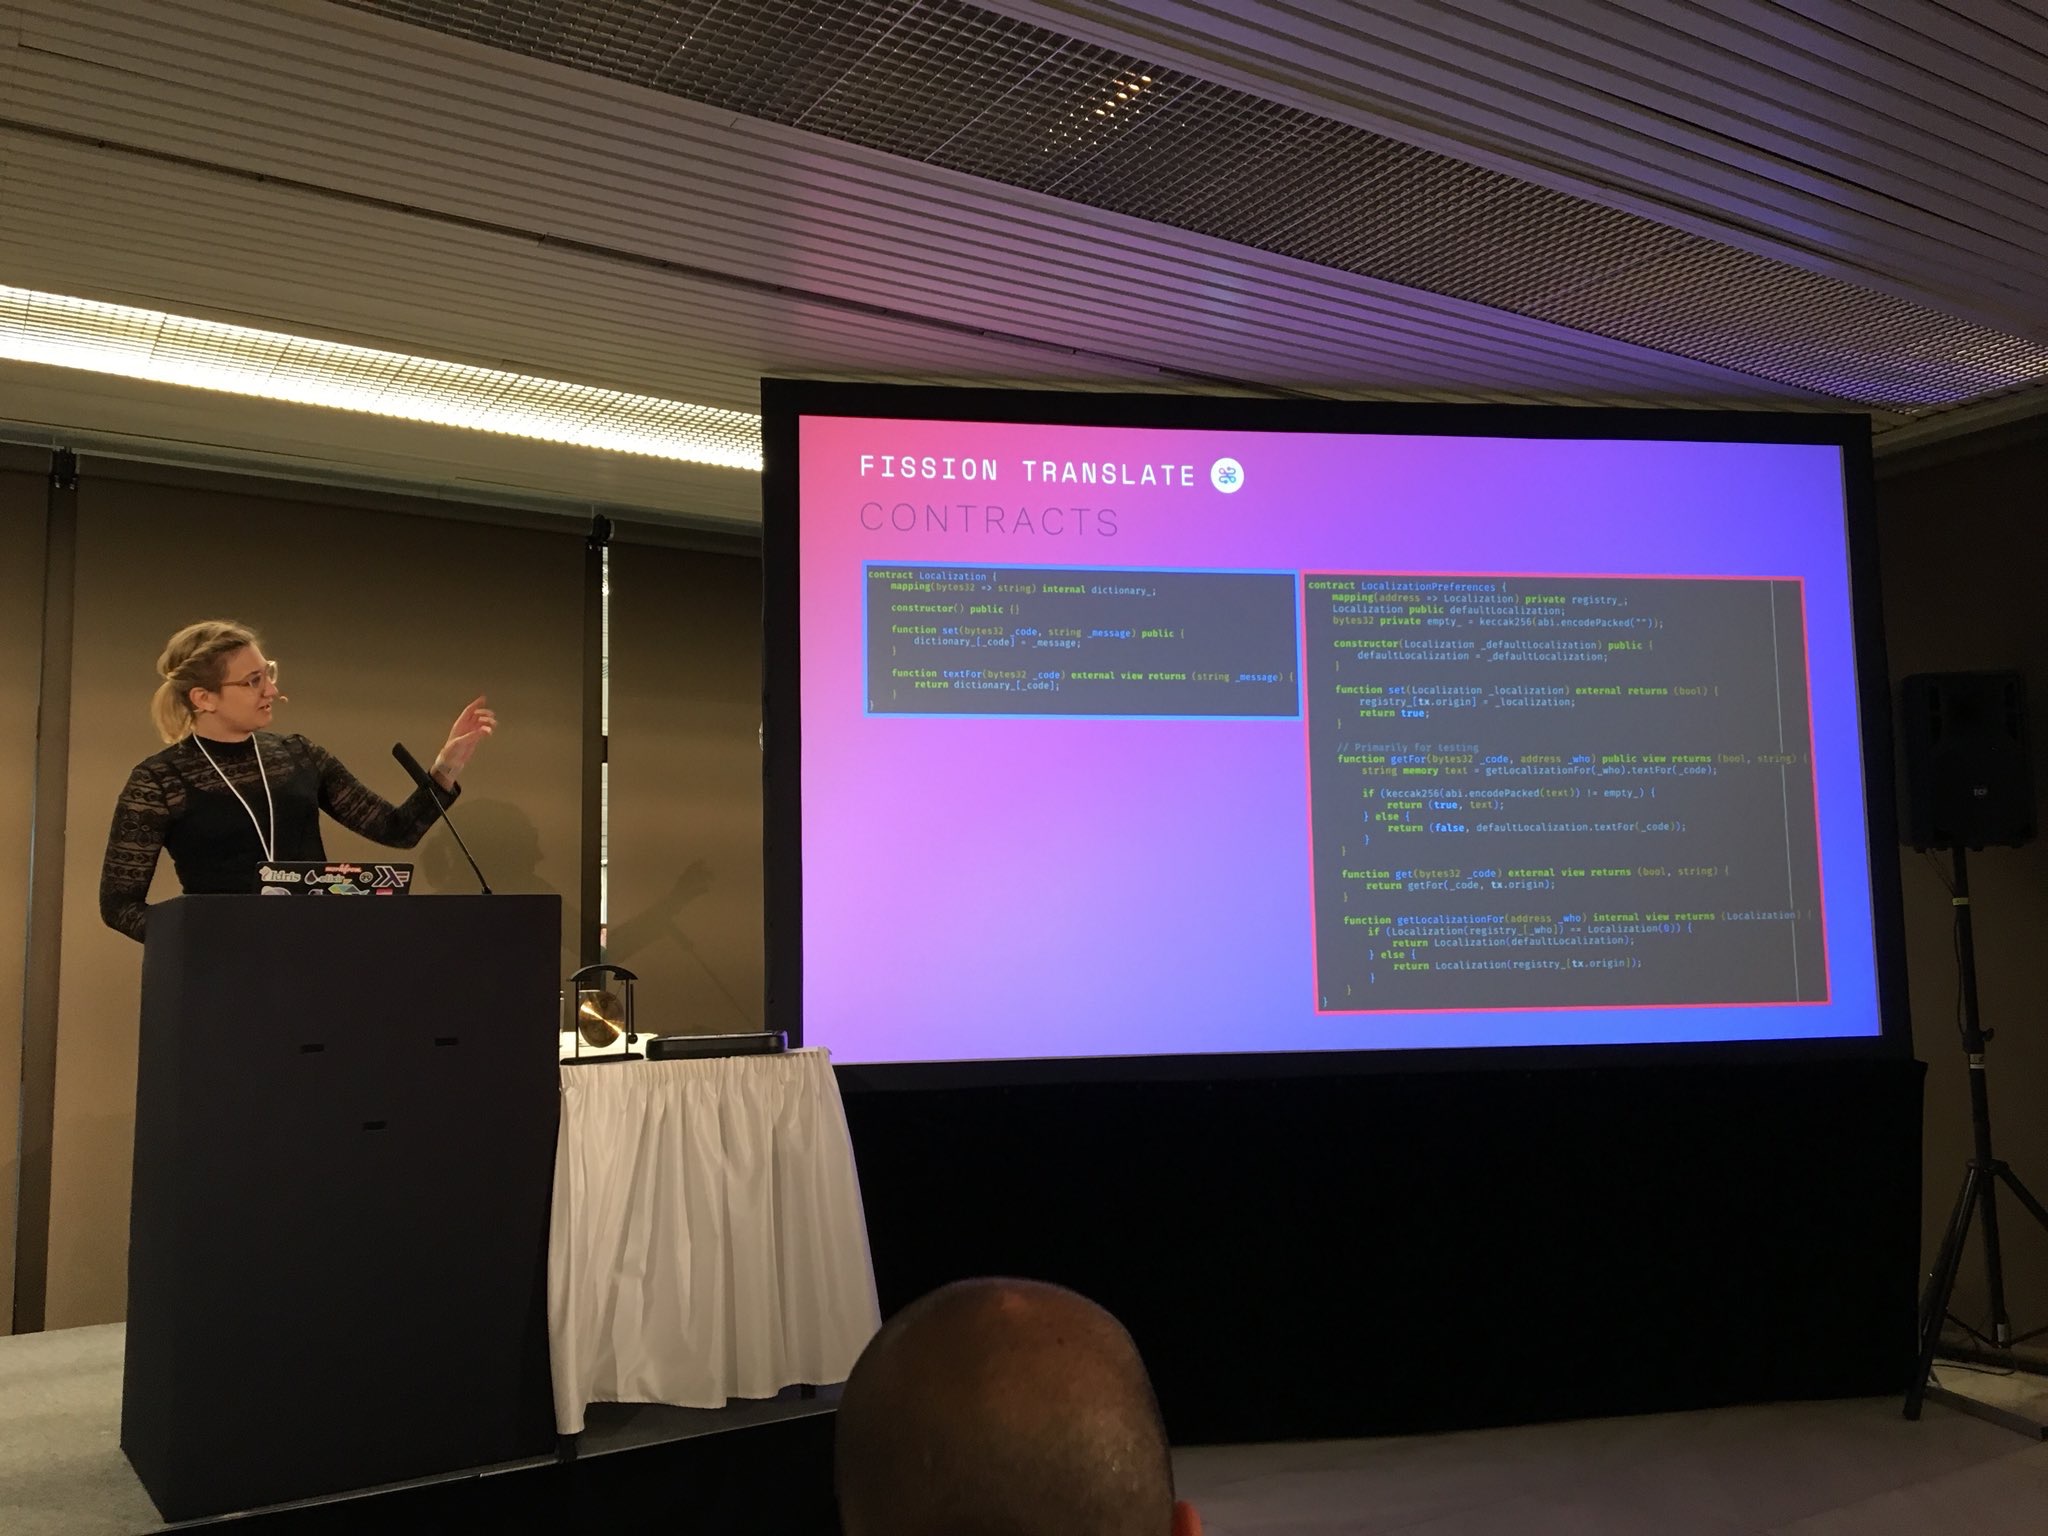 FISSION TRANSLATE
CONTRACTS
contract Localization {
mapping(bytes32 => string) internal dictionary_;
constructor() public {}
function set(bytes32 _code, string _message) public {
dictionary_[_code] = _message;
}
function textFor(bytes32 _code) external view returns (string _message) {
return dictionary_[_code];
}
}
contract LocalizationPreferences {
mapping(address => Localization) private registry_;
Localization public defaultLocalization;
bytes32 private empty_ = keccak256(abi.encodePacked(""));
constructor(Localization _defaultLocalization) public {
defaultLocalization = _defaultLocalization;
}
function set(Localization _localization) external returns (bool) {
registry_[tx.origin] = _localization;
return true;
}
// Primarily for testing
function getFor(bytes32 _code, address _who) public view returns (bool, string) {
string memory text = getLocalizationFor(_who).textFor(_code);
if (keccak256(abi.encodePacked(text)) != empty_) {
return (true, text);
} else {
return (false, defaultLocalization.textFor(_code));
}
}
function get(bytes32 _code) external view returns (bool, string) {
return getFor(_code, tx.origin);
}
function getLocalizationFor(address _who) internal view returns (Localization) {
if (Localization(registry_[_who]) == Localization(0)) {
return Localization(defaultLocalization);
} else {
return Localization(registry_[tx.origin]);
}
}
}
Idris
elixir